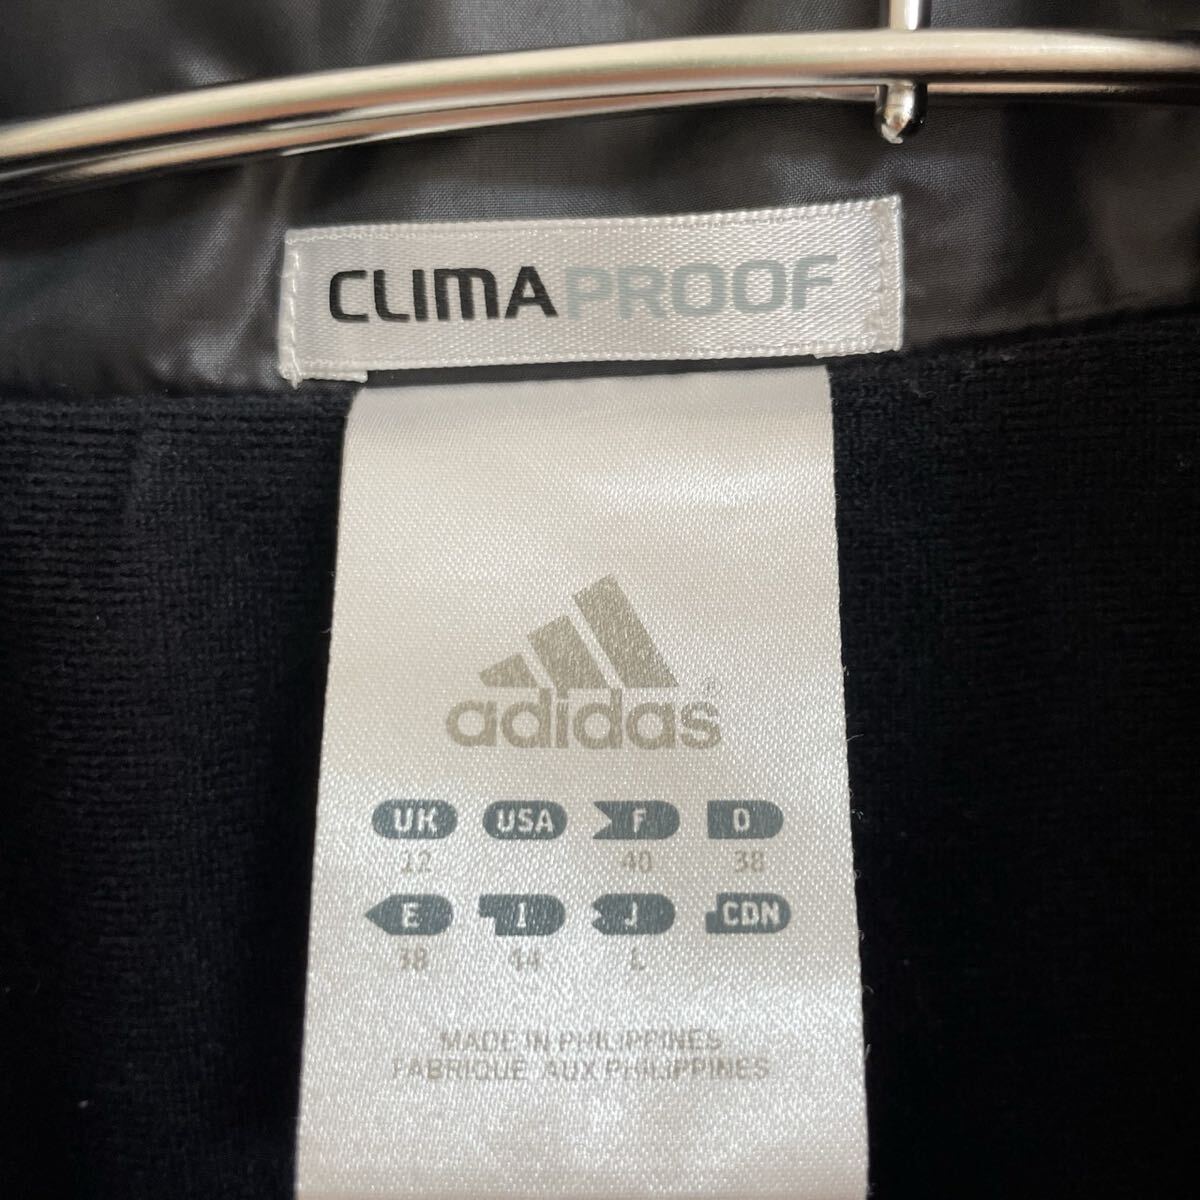 CLIMAPROOF
adidas®
UK USA F D
12 40 38
E I J CDN
38 44 L
MADE IN PHILIPPINES
FABRIQUE AUX PHILIPPINES